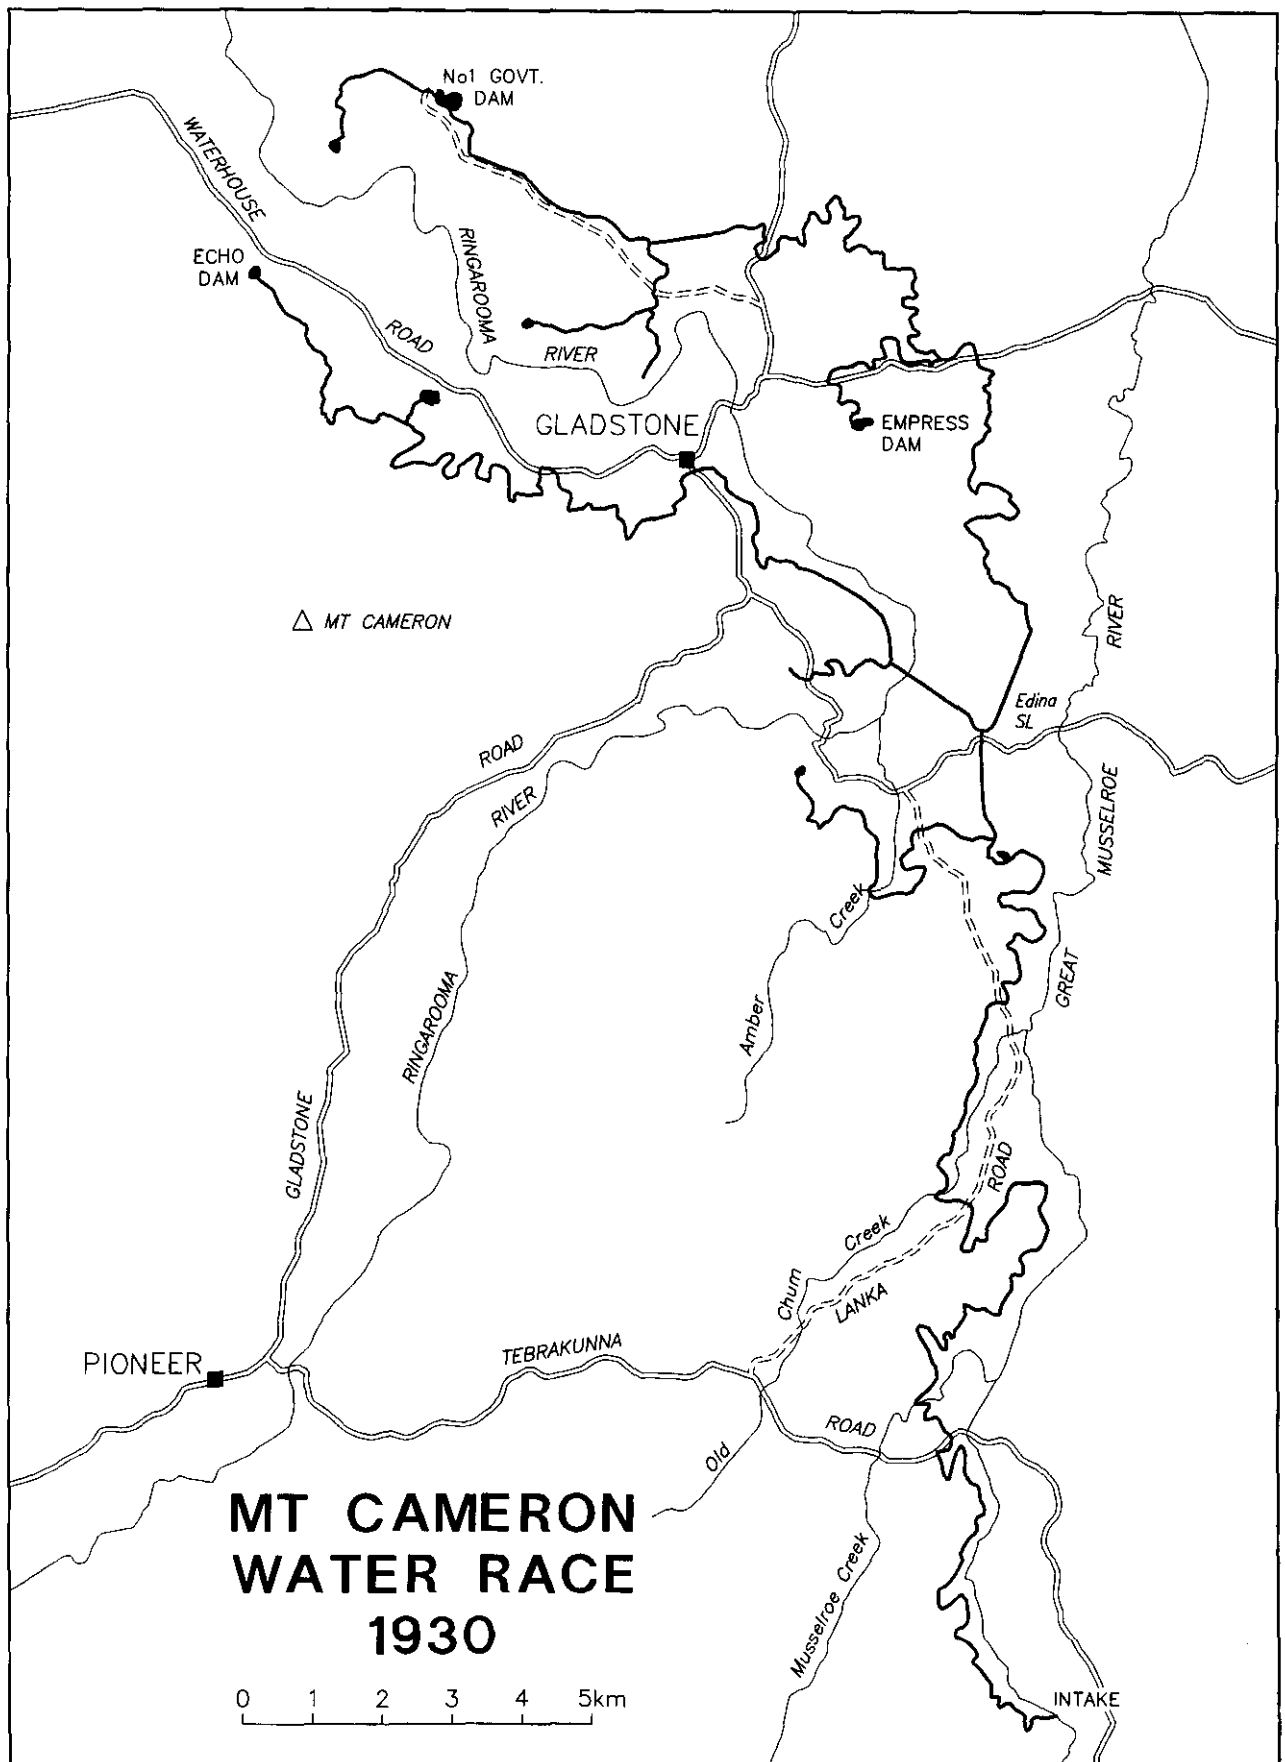 No1 GOVT.
DAM
WATERHOUSE
RINGAROOMA
ECHO
DAM
ROAD
RIVER
GLADSTONE
EMPRESS
DAM
MT CAMERON
RIVER
Edina
SL
ROAD
RIVER
MUSSELROE
Creek
GREAT
RINGAROOMA
Amber
GLADSTONE
ROAD
Creek
Chum
LANKA
TEBRAKUNNA
PIONEER
ROAD
Old
MT CAMERON
WATER RACE
1930
Musselroe Creek
INTAKE
0 1 2 3 4 5km